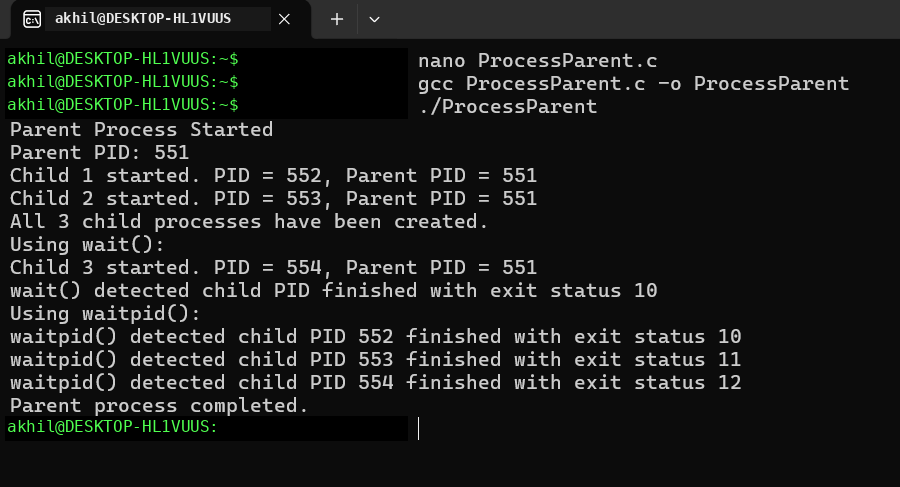 akhil@DESKTOP-HL1VUUS
akhil@DESKTOP-HL1VUUS:~$ nano ProcessParent.c
akhil@DESKTOP-HL1VUUS:~$ gcc ProcessParent.c -o ProcessParent
akhil@DESKTOP-HL1VUUS:~$ ./ProcessParent
Parent Process Started
Parent PID: 551
Child 1 started. PID = 552, Parent PID = 551
Child 2 started. PID = 553, Parent PID = 551
All 3 child processes have been created.
Using wait():
Child 3 started. PID = 554, Parent PID = 551
wait() detected child PID finished with exit status 10
Using waitpid():
waitpid() detected child PID 552 finished with exit status 10
waitpid() detected child PID 553 finished with exit status 11
waitpid() detected child PID 554 finished with exit status 12
Parent process completed.
akhil@DESKTOP-HL1VUUS: